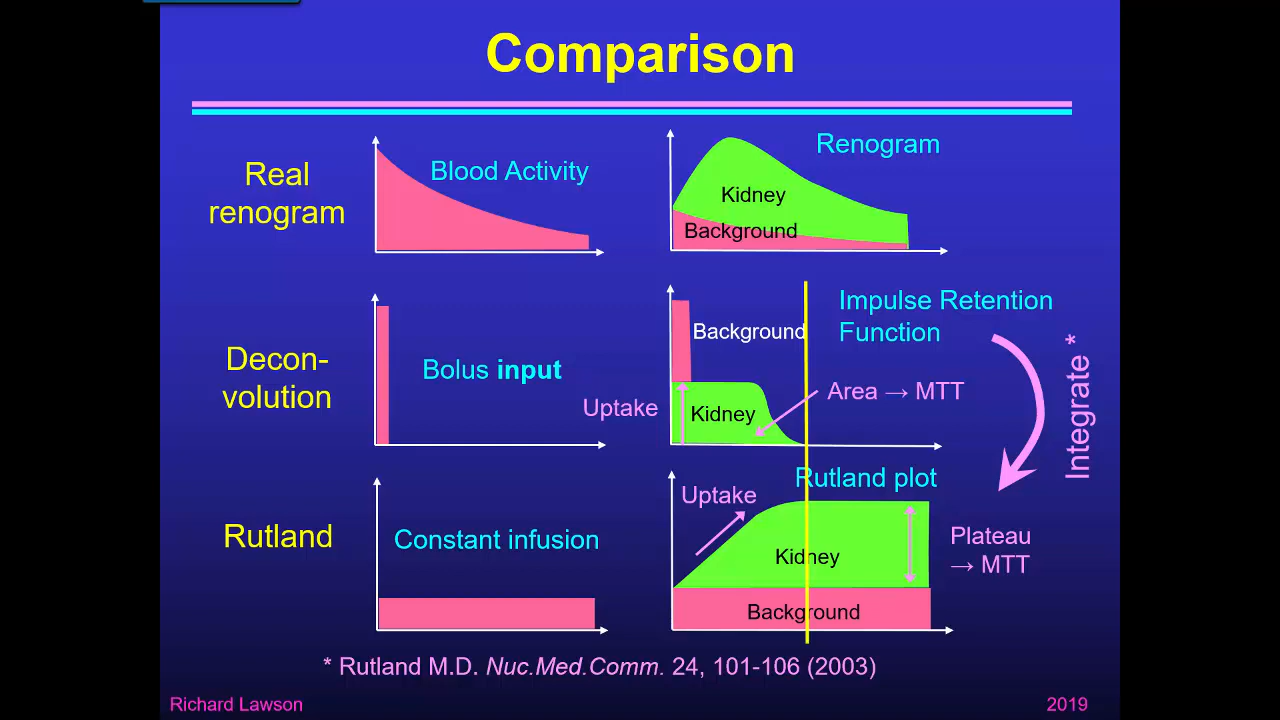 Comparison
Real
renogram
Blood Activity
Renogram
Kidney
Background
Decon-
volution
Bolus input
Uptake
Background
Kidney
Impulse Retention
Function
Area → MTT
Integrate *
Rutland
Constant infusion
Rutland plot
Uptake
Kidney
Background
Plateau
→ MTT
* Rutland M.D. Nuc.Med.Comm. 24, 101-106 (2003)
Richard Lawson
2019